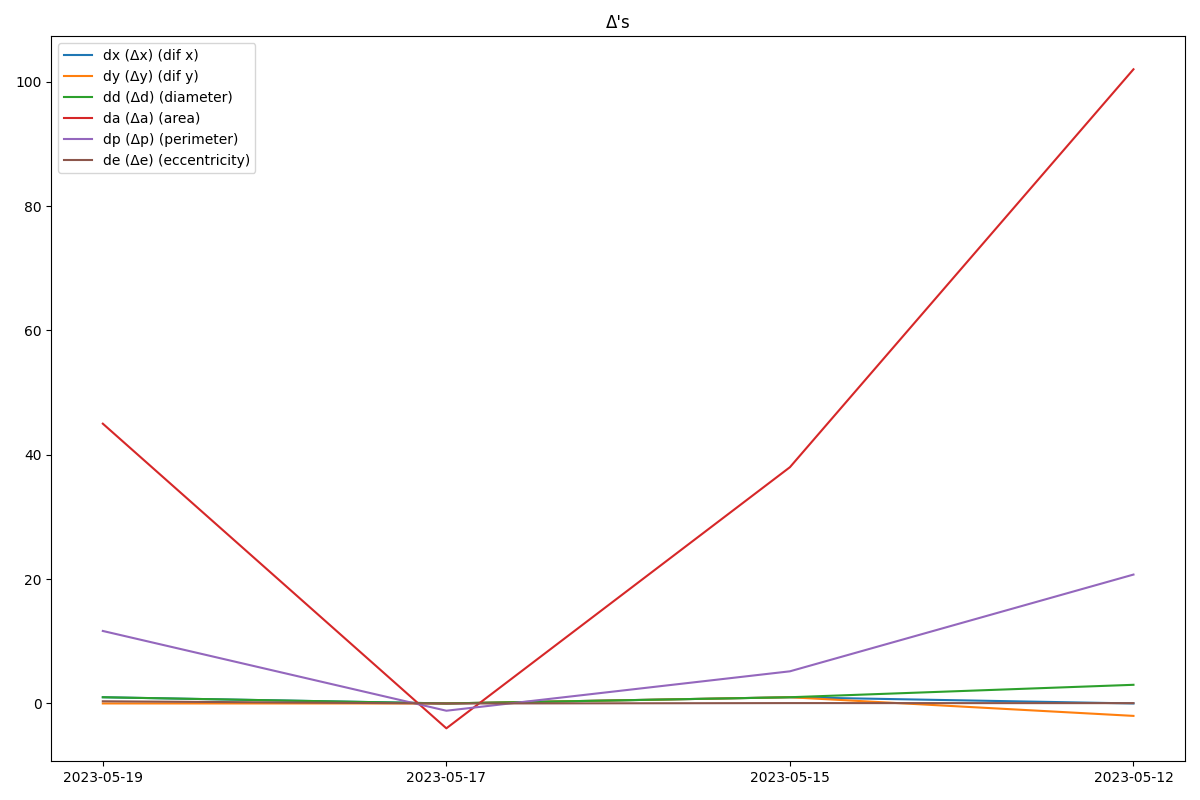 Δ's
dx (Δx) (dif x)
dy (Δy) (dif y)
dd (Δd) (diameter)
da (Δa) (area)
dp (Δp) (perimeter)
de (Δe) (eccentricity)
100
80
60
40
20
0
2023-05-19 2023-05-17 2023-05-15 2023-05-12